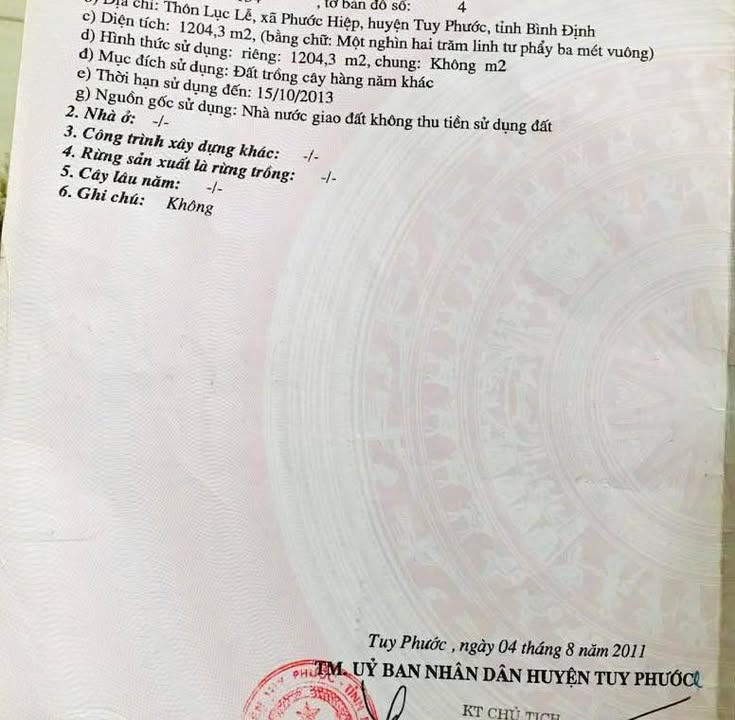 Địa chỉ: Thôn Lục Lễ, xã Phước Hiệp, huyện Tuy Phước, tỉnh Bình Định
, tờ bản đồ số: 4
c) Diện tích: 1204,3 m2, (bằng chữ: Một nghìn hai trăm linh tư phẩy ba mét vuông)
d) Hình thức sử dụng: riêng: 1204,3 m2, chung: Không m2
đ) Mục đích sử dụng: Đất trồng cây hàng năm khác
e) Thời hạn sử dụng đến: 15/10/2013
g) Nguồn gốc sử dụng: Nhà nước giao đất không thu tiền sử dụng đất
2. Nhà ở: -/-
3. Công trình xây dựng khác: -/-
4. Rừng sản xuất là rừng trồng: -/-
5. Cây lâu năm: -/-
6. Ghi chú: Không
Tuy Phước, ngày 04 tháng 8 năm 2011
TM. UỶ BAN NHÂN DÂN HUYỆN TUY PHƯỚC
KT CHỦ TỊCH
TUY PHƯỚC
TỈNH